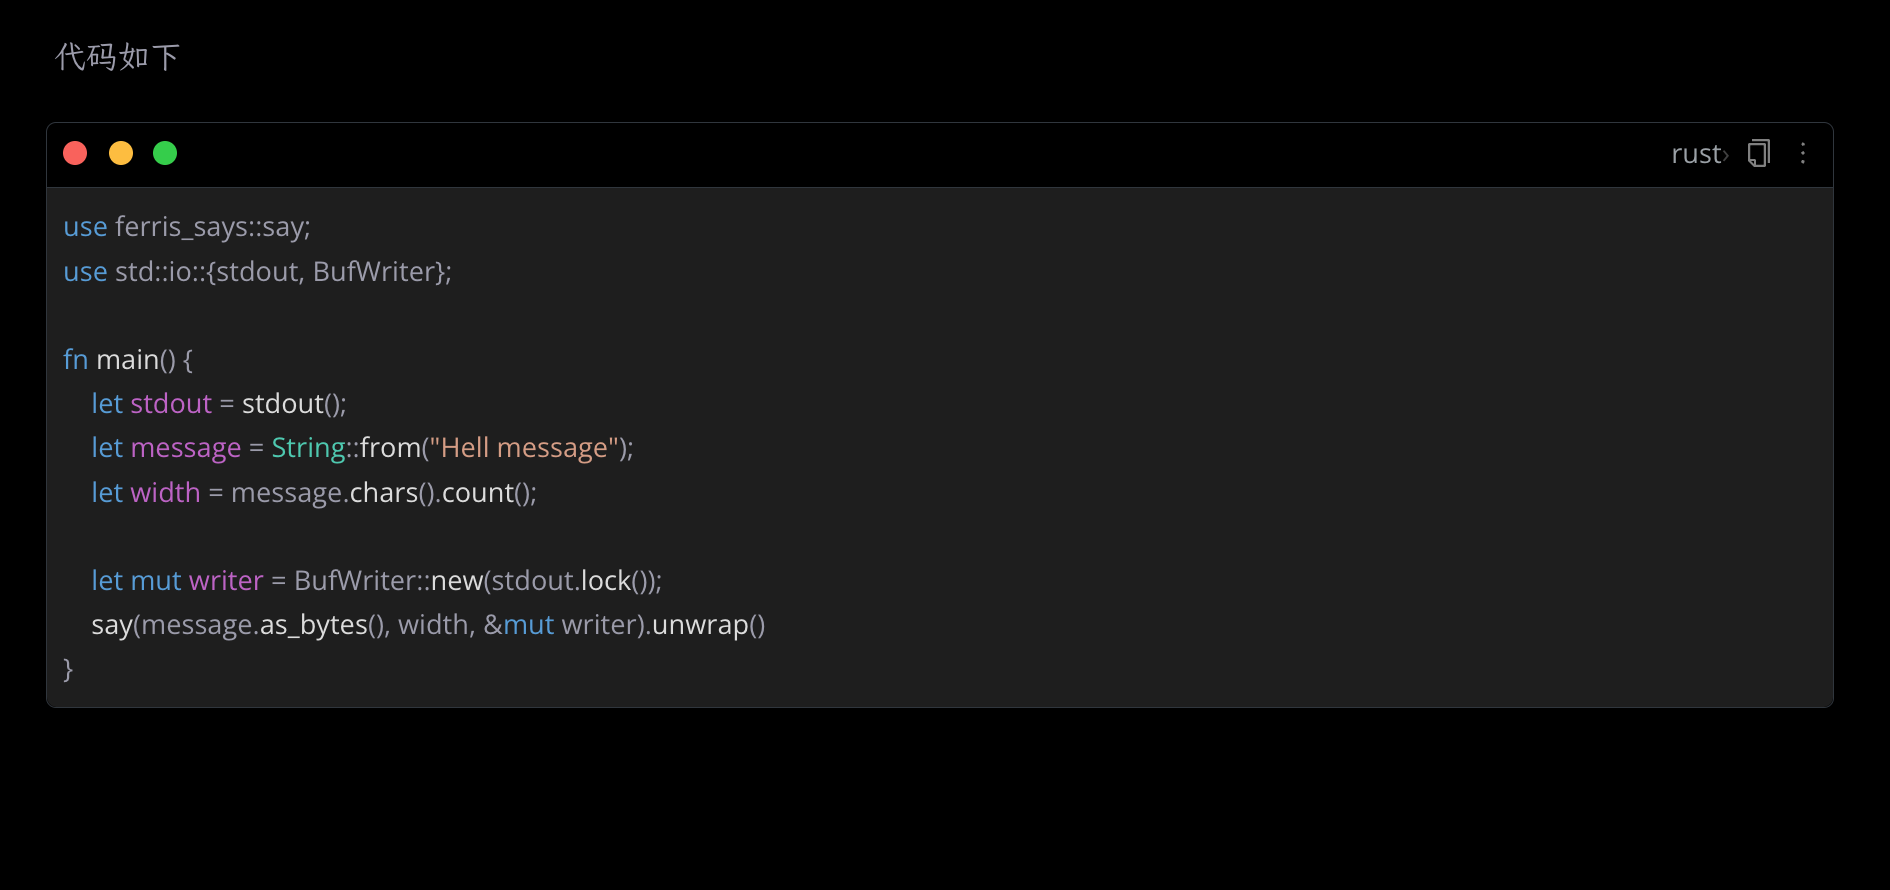 代码如下
rust
use ferris_says::say;
use std::io::{stdout, BufWriter};
fn main() {
let stdout = stdout();
let message = String::from("Hell message");
let width = message.chars().count();
let mut writer = BufWriter::new(stdout.lock());
say(message.as_bytes(), width, &mut writer).unwrap()
}